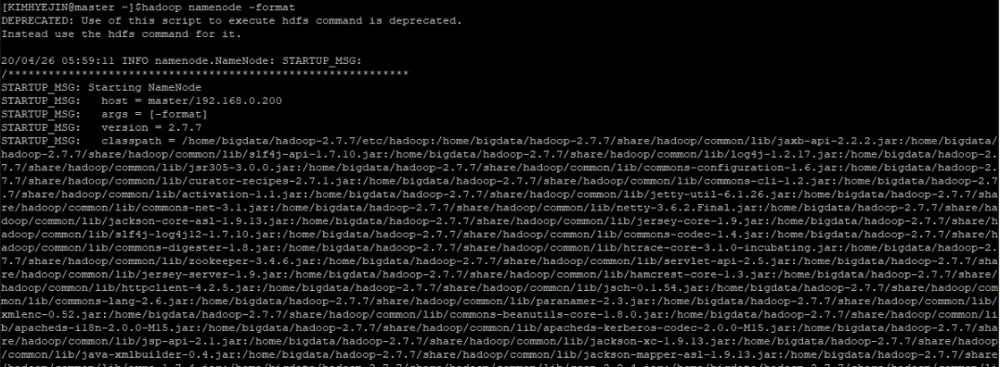 [KIMHYEJIN@master ~]$hadoop namenode -format
DEPRECATED: Use of this script to execute hdfs command is deprecated.
Instead use the hdfs command for it.
20/04/26 05:59:11 INFO namenode.NameNode: STARTUP_MSG:
/************************************************************
STARTUP_MSG: Starting NameNode
STARTUP_MSG:   host = master/192.168.0.200
STARTUP_MSG:   args = [-format]
STARTUP_MSG:   version = 2.7.7
STARTUP_MSG:   classpath = /home/bigdata/hadoop-2.7.7/etc/hadoop:/home/bigdata/hadoop-2.7.7/share/hadoop/common/lib/jaxb-api-2.2.2.jar:/home/bigdata/
hadoop-2.7.7/share/hadoop/common/lib/slf4j-api-1.7.10.jar:/home/bigdata/hadoop-2.7.7/share/hadoop/common/lib/log4j-1.2.17.jar:/home/bigdata/hadoop-2.
7.7/share/hadoop/common/lib/jsr305-3.0.0.jar:/home/bigdata/hadoop-2.7.7/share/hadoop/common/lib/commons-configuration-1.6.jar:/home/bigdata/hadoop-2.
7.7/share/hadoop/common/lib/curator-recipes-2.7.1.jar:/home/bigdata/hadoop-2.7.7/share/hadoop/common/lib/commons-cli-1.2.jar:/home/bigdata/hadoop-2.7
.7/share/hadoop/common/lib/activation-1.1.jar:/home/bigdata/hadoop-2.7.7/share/hadoop/common/lib/jetty-util-6.1.26.jar:/home/bigdata/hadoop-2.7.7/sha
re/hadoop/common/lib/commons-net-3.1.jar:/home/bigdata/hadoop-2.7.7/share/hadoop/common/lib/netty-3.6.2.Final.jar:/home/bigdata/hadoop-2.7.7/share/ha
doop/common/lib/jackson-core-asl-1.9.13.jar:/home/bigdata/hadoop-2.7.7/share/hadoop/common/lib/jersey-core-1.9.jar:/home/bigdata/hadoop-2.7.7/share/h
adoop/common/lib/slf4j-log4j12-1.7.10.jar:/home/bigdata/hadoop-2.7.7/share/hadoop/common/lib/commons-codec-1.4.jar:/home/bigdata/hadoop-2.7.7/share/h
adoop/common/lib/commons-digester-1.8.jar:/home/bigdata/hadoop-2.7.7/share/hadoop/common/lib/htrace-core-3.1.0-incubating.jar:/home/bigdata/hadoop-2.
7.7/share/hadoop/common/lib/zookeeper-3.4.6.jar:/home/bigdata/hadoop-2.7.7/share/hadoop/common/lib/servlet-api-2.5.jar:/home/bigdata/hadoop-2.7.7/sha
re/hadoop/common/lib/jersey-server-1.9.jar:/home/bigdata/hadoop-2.7.7/share/hadoop/common/lib/hamcrest-core-1.3.jar:/home/bigdata/hadoop-2.7.7/share/
hadoop/common/lib/httpclient-4.2.5.jar:/home/bigdata/hadoop-2.7.7/share/hadoop/common/lib/jsch-0.1.54.jar:/home/bigdata/hadoop-2.7.7/share/hadoop/com
mon/lib/commons-lang-2.6.jar:/home/bigdata/hadoop-2.7.7/share/hadoop/common/lib/paranamer-2.3.jar:/home/bigdata/hadoop-2.7.7/share/hadoop/common/lib/
xmlenc-0.52.jar:/home/bigdata/hadoop-2.7.7/share/hadoop/common/lib/commons-beanutils-core-1.8.0.jar:/home/bigdata/hadoop-2.7.7/share/hadoop/common/li
b/apacheds-i18n-2.0.0-M15.jar:/home/bigdata/hadoop-2.7.7/share/hadoop/common/lib/apacheds-kerberos-codec-2.0.0-M15.jar:/home/bigdata/hadoop-2.7.7/sha
re/hadoop/common/lib/jsp-api-2.1.jar:/home/bigdata/hadoop-2.7.7/share/hadoop/common/lib/jackson-xc-1.9.13.jar:/home/bigdata/hadoop-2.7.7/share/hadoop
/common/lib/java-xmlbuilder-0.4.jar:/home/bigdata/hadoop-2.7.7/share/hadoop/common/lib/jackson-mapper-asl-1.9.13.jar:/home/bigdata/hadoop-2.7.7/share